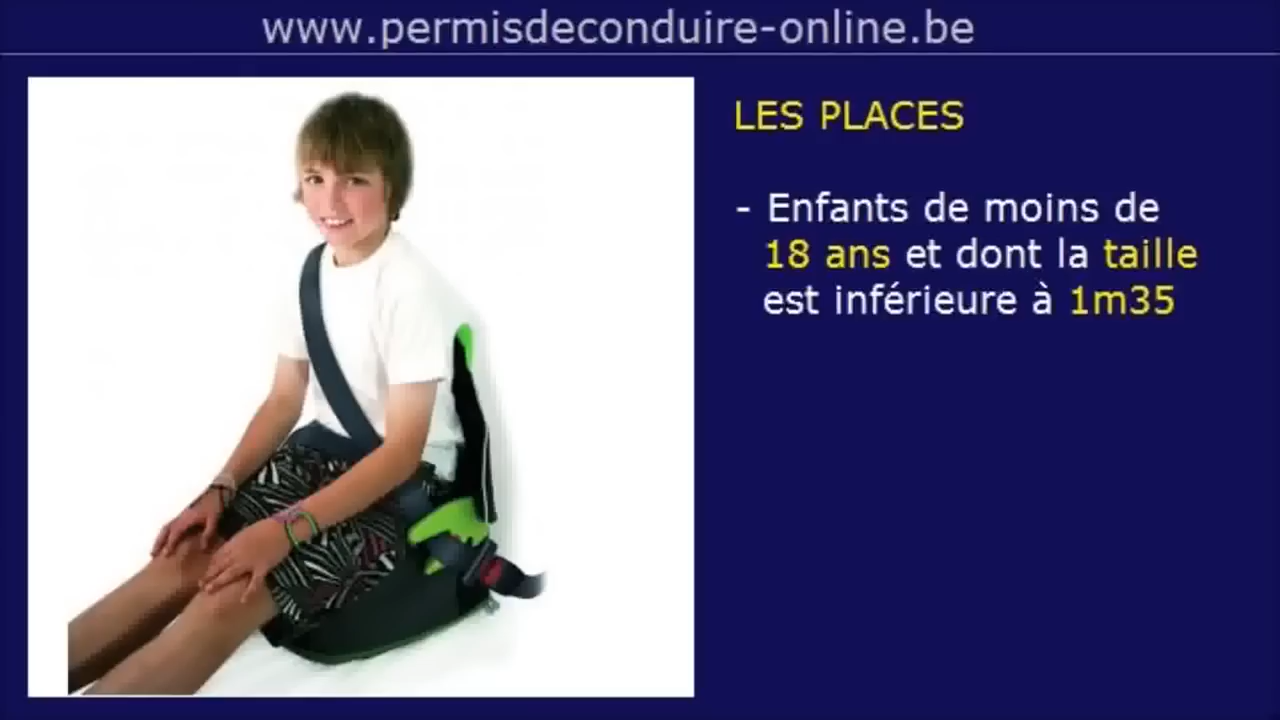 www.permisdeconduire-online.be
LES PLACES
- Enfants de moins de
18 ans et dont la taille
est inférieure à 1m35